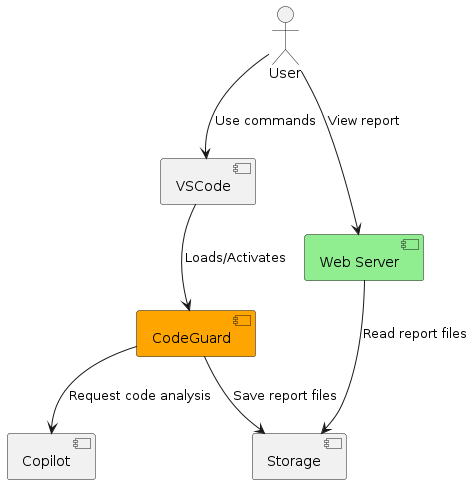 User
Use commands
View report
VSCode
Loads/Activates
Web Server
CodeGuard
Read report files
Request code analysis
Save report files
Copilot
Storage